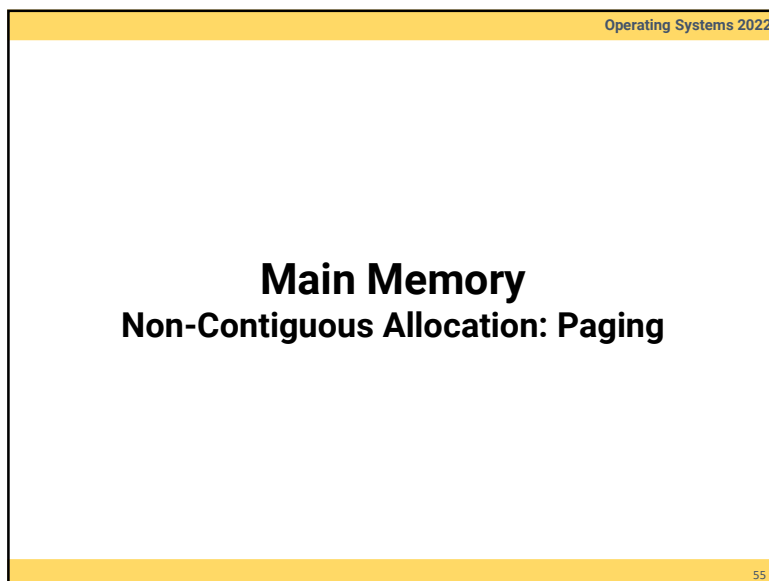 Operating Systems 2022
Main Memory
Non-Contiguous Allocation: Paging
55